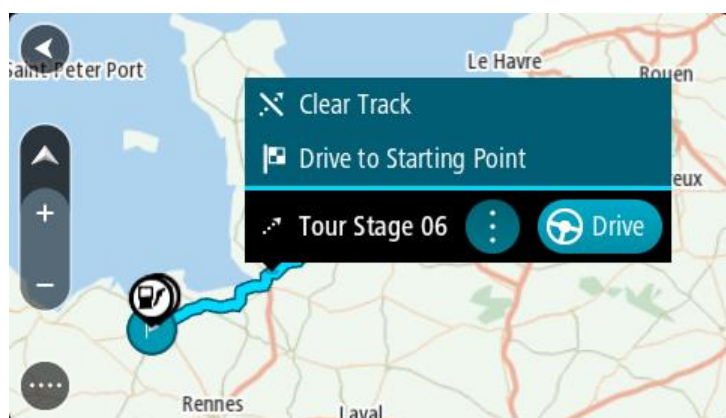 Saint Peter Port
Le Havre
Rouen
Clear Track
Drive to Starting Point
eux
Tour Stage 06
Drive
Rennes
Laval